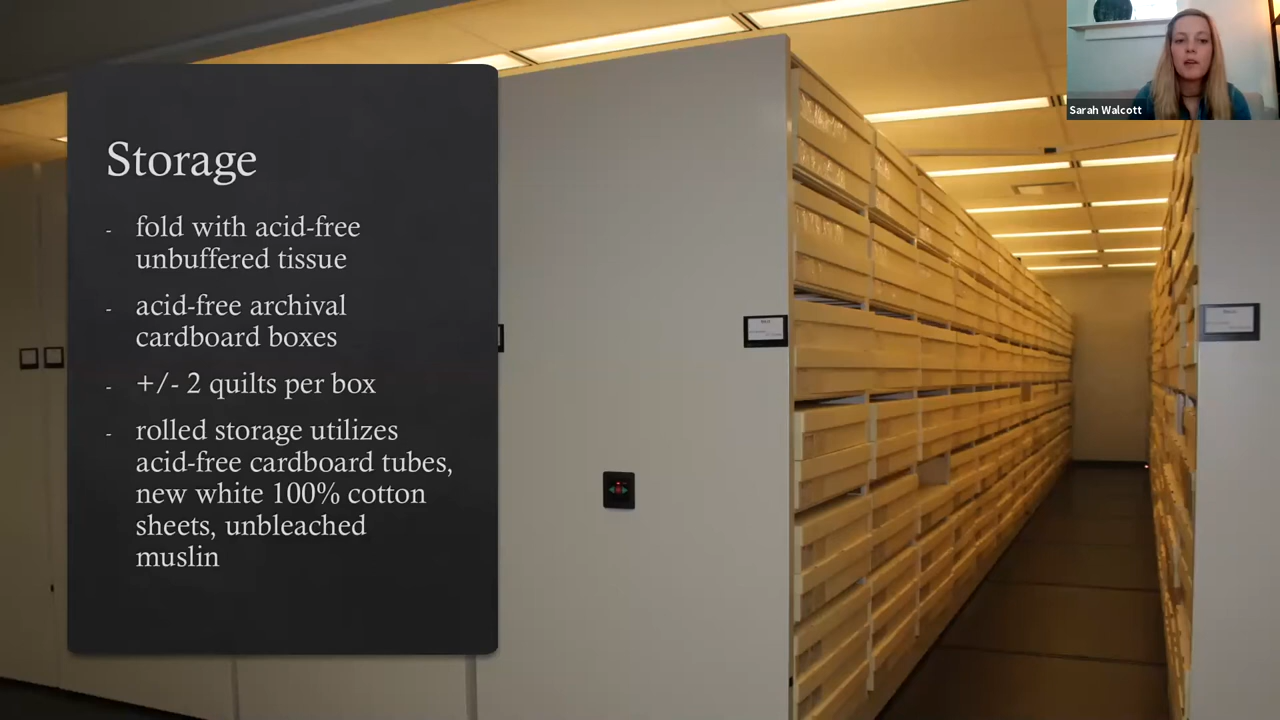 Sarah Walcott
Storage
- fold with acid-free
unbuffered tissue
- acid-free archival
cardboard boxes
- +/- 2 quilts per box
- rolled storage utilizes
acid-free cardboard tubes,
new white 100% cotton
sheets, unbleached
muslin